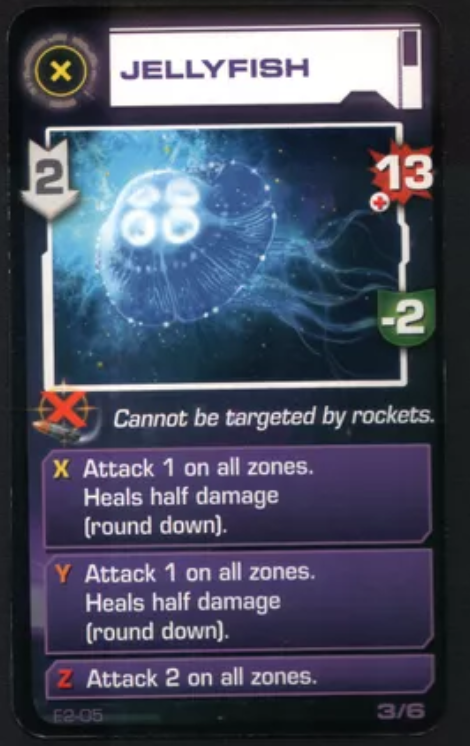 X
JELLYFISH
2
13
-2
Cannot be targeted by rockets.
X Attack 1 on all zones.
Heals half damage
(round down).
Y Attack 1 on all zones.
Heals half damage
(round down).
Z Attack 2 on all zones.
E2-05
3/6